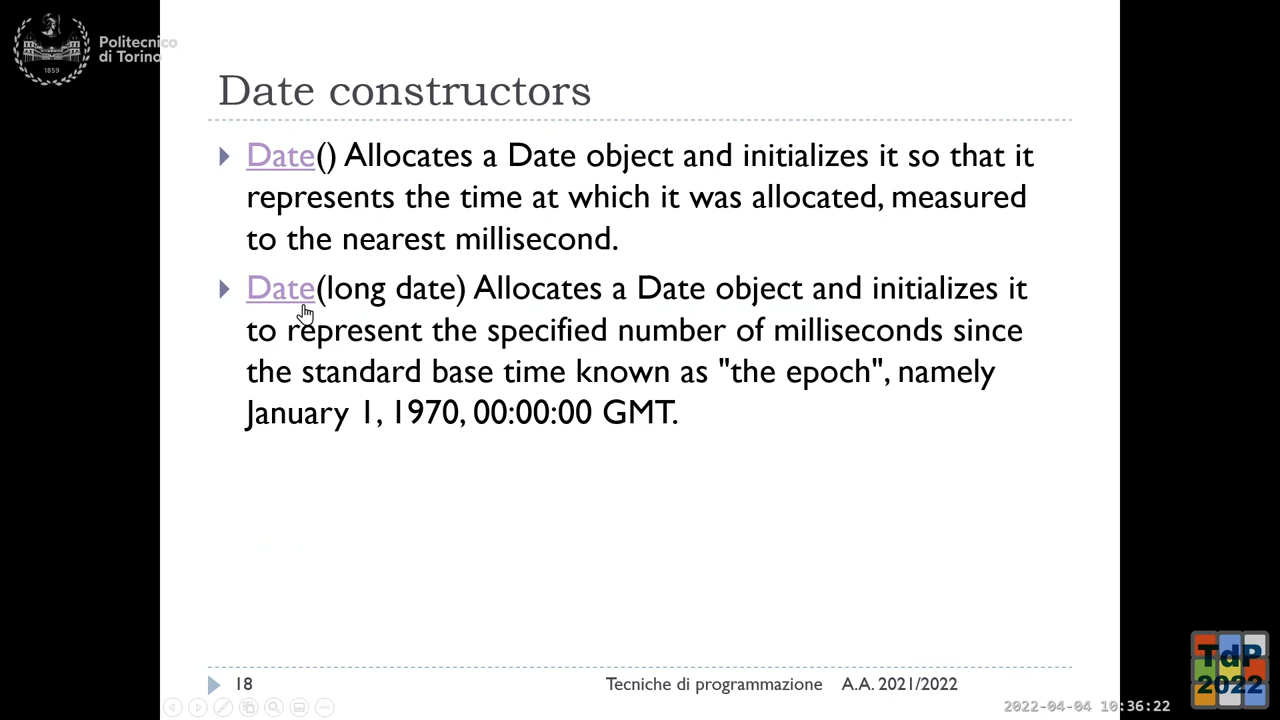 Politecnico
di Torino
1859
Date constructors
Date() Allocates a Date object and initializes it so that it
represents the time at which it was allocated, measured
to the nearest millisecond.
Date(long date) Allocates a Date object and initializes it
to represent the specified number of milliseconds since
the standard base time known as "the epoch", namely
January 1, 1970, 00:00:00 GMT.
18
Tecniche di programmazione A.A. 2021/2022
TdP
2022
2022-04-04 10:36:22